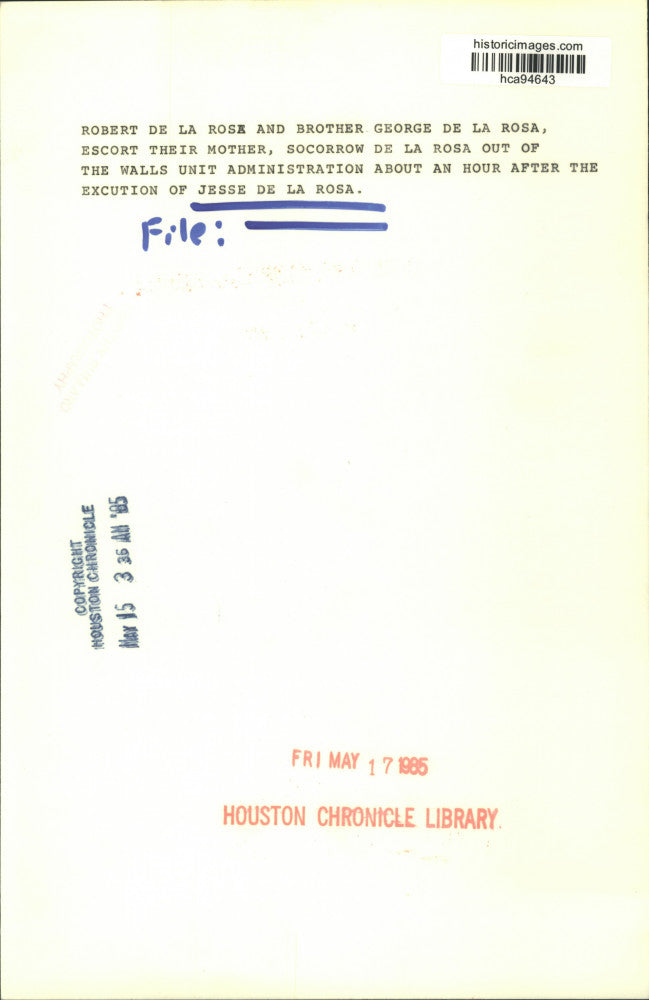 historicimages.com
hca94643
ROBERT DE LA ROSA AND BROTHER GEORGE DE LA ROSA,
ESCORT THEIR MOTHER, SOCORROW DE LA ROSA OUT OF
THE WALLS UNIT ADMINISTRATION ABOUT AN HOUR AFTER THE
EXCUTION OF JESSE DE LA ROSA.
File:
COPYRIGHT
HOUSTON CHRONICLE
MAY 15 3 36 AM '85
FRI MAY 17 1985
HOUSTON CHRONICLE LIBRARY.